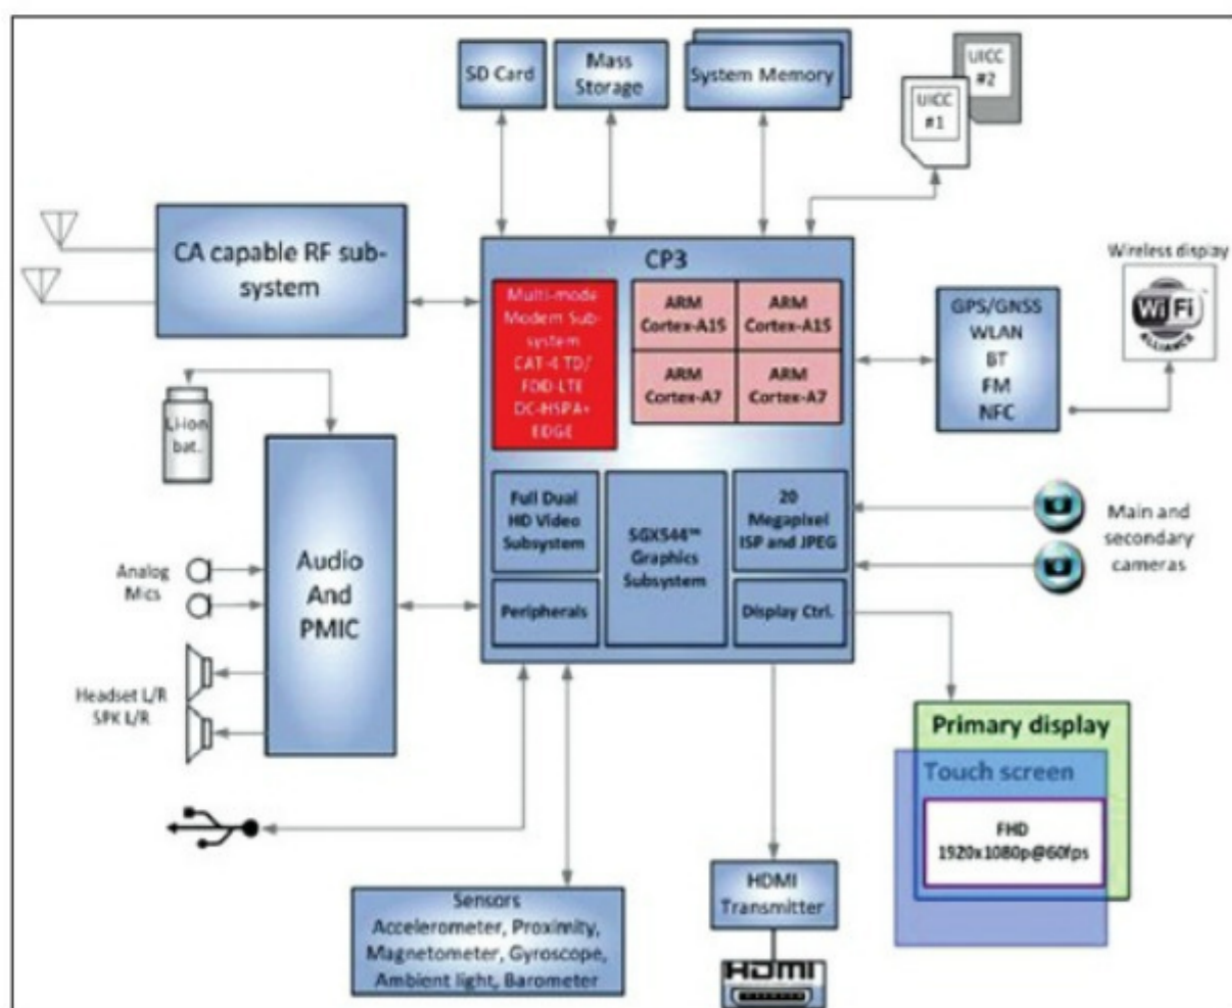 SD Card
Mass
Storage
System Memory
UICC
#2
UICC
#1
CA capable RF sub-
system
CP3
Multi-mode
Modem Sub-
system
CAT-4 TD/
FDD-LTE
DC-HSPA+
EDGE
ARM
Cortex-A15
ARM
Cortex-A15
ARM
Cortex-A7
ARM
Cortex-A7
GPS/GNSS
WLAN
BT
FM
NFC
Wireless display
Wi Fi
ALLIANCE
Li-ion
bat.
Audio
And
PMIC
Analog
Mics
Headset L/R
SPK L/R
Full Dual
HD Video
Subsystem
SGX544™
Graphics
Subsystem
20
Megapixel
ISP and JPEG
Peripherals
Display Ctrl.
Main and
secondary
cameras
Primary display
Touch screen
FHD
1920x1080p@60fps
Sensors
Accelerometer, Proximity,
Magnetometer, Gyroscope,
Ambient light, Barometer
HDMI
Transmitter
HDMI